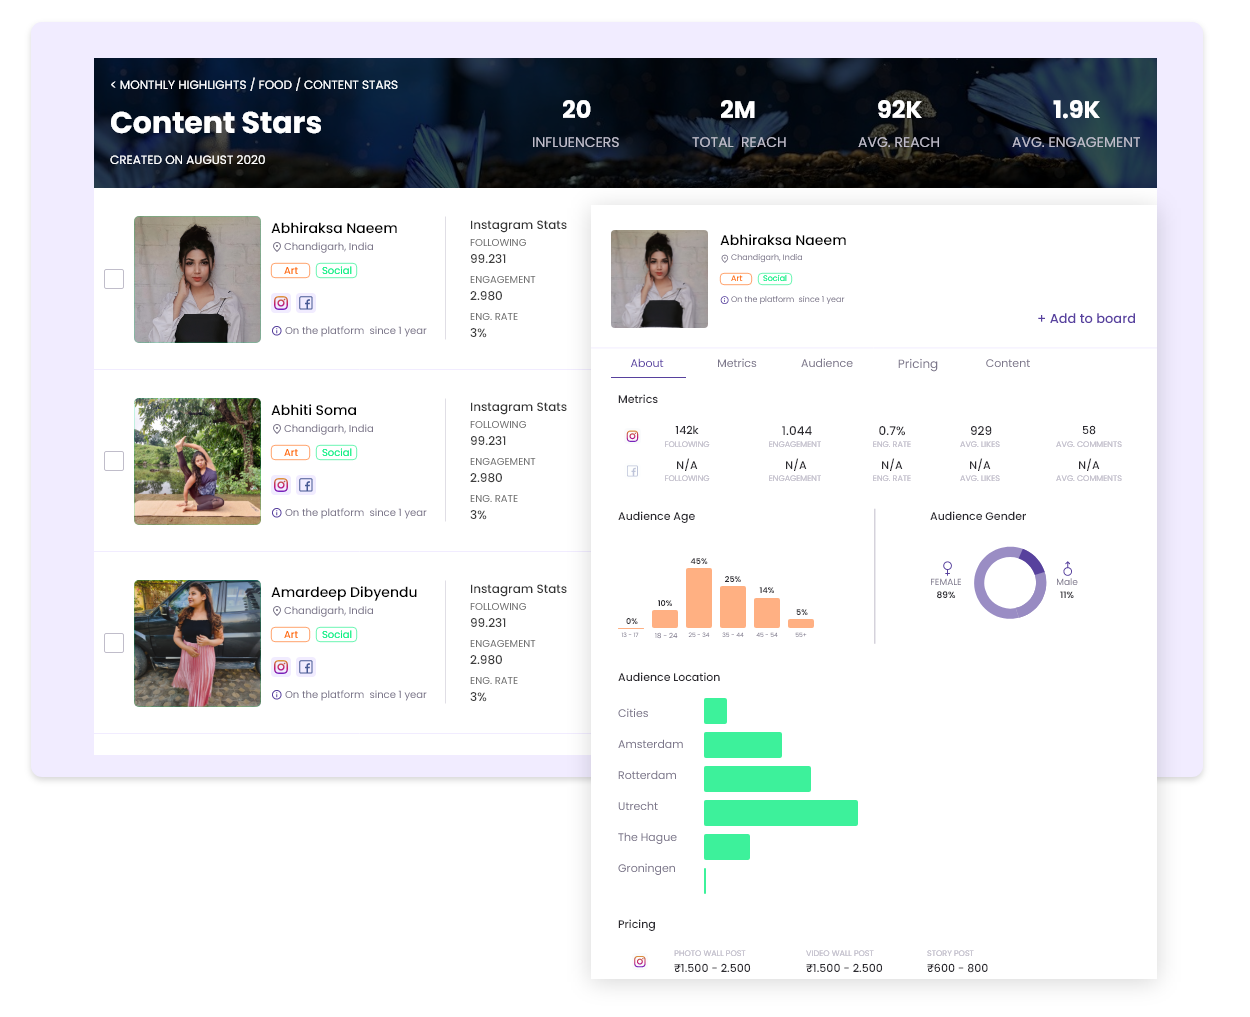 < MONTHLY HIGHLIGHTS / FOOD / CONTENT STARS
Content Stars
CREATED ON AUGUST 2020
20
INFLUENCERS
2M
TOTAL REACH
92K
AVG. REACH
1.9K
AVG. ENGAGEMENT
Abhiraksa Naeem
Chandigarh, India
Art Social
On the platform since 1 year
Instagram Stats
FOLLOWING
99.231
ENGAGEMENT
2.980
ENG. RATE
3%
Abhiti Soma
Chandigarh, India
Art Social
On the platform since 1 year
Instagram Stats
FOLLOWING
99.231
ENGAGEMENT
2.980
ENG. RATE
3%
Amardeep Dibyendu
Chandigarh, India
Art Social
On the platform since 1 year
Instagram Stats
FOLLOWING
99.231
ENGAGEMENT
2.980
ENG. RATE
3%
Abhiraksa Naeem
Chandigarh, India
Art Social
On the platform since 1 year
+ Add to board
About Metrics Audience Pricing Content
Metrics
142k 1.044 0.7% 929 58
FOLLOWING ENGAGEMENT ENG. RATE AVG. LIKES AVG. COMMENTS
N/A N/A N/A N/A N/A
FOLLOWING ENGAGEMENT ENG. RATE AVG. LIKES AVG. COMMENTS
Audience Age
0% 10% 45% 25% 14% 5%
13 - 17 18 - 24 25 - 34 35 - 44 45 - 54 55+
Audience Gender
FEMALE
89%
Male
11%
Audience Location
Cities
Amsterdam
Rotterdam
Utrecht
The Hague
Groningen
Pricing
PHOTO WALL POST VIDEO WALL POST STORY POST
₹1.500 - 2.500 ₹1.500 - 2.500 ₹600 - 800